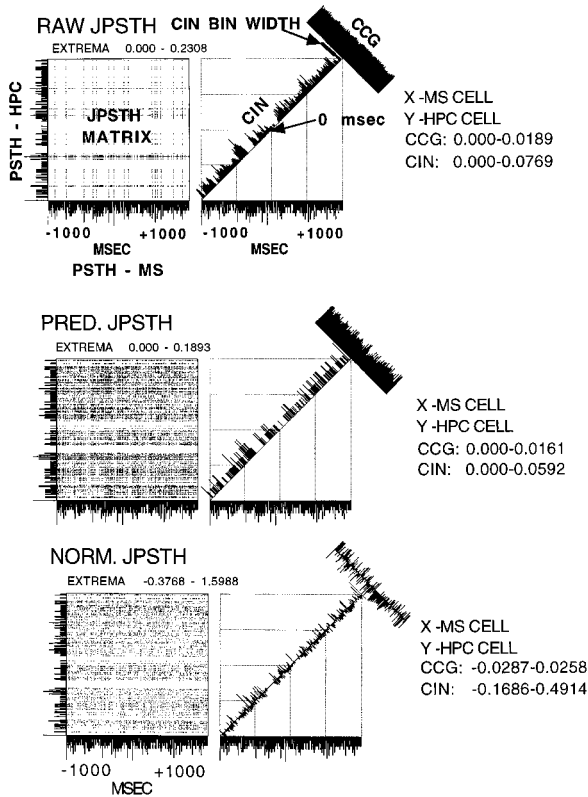 RAW JPSTH
CIN BIN WIDTH
CCG
EXTREMA 0.000 - 0.2308
PSTH - HPC
JPSTH
MATRIX
CIN
0 msec
X -MS CELL
Y -HPC CELL
CCG: 0.000-0.0189
CIN: 0.000-0.0769
-1000 +1000
MSEC
-1000 +1000
MSEC
PSTH - MS
PRED. JPSTH
EXTREMA 0.000 - 0.1893
X -MS CELL
Y -HPC CELL
CCG: 0.000-0.0161
CIN: 0.000-0.0592
NORM. JPSTH
EXTREMA -0.3768 - 1.5988
X -MS CELL
Y -HPC CELL
CCG: -0.0287-0.0258
CIN: -0.1686-0.4914
-1000 +1000
MSEC